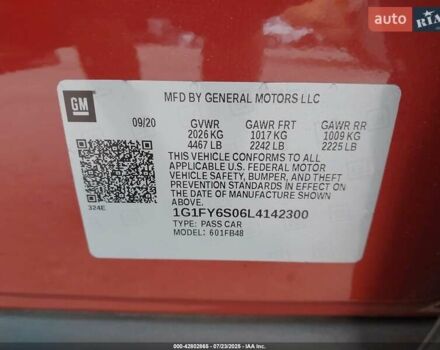 auto.RIA
GM
MFD BY GENERAL MOTORS LLC
09/20 GVWR GAWR FRT GAWR RR
2026 KG 1017 KG 1009 KG
4467 LB 2242 LB 2225 LB
THIS VEHICLE CONFORMS TO ALL
APPLICABLE U.S. FEDERAL MOTOR
VEHICLE SAFETY, BUMPER, AND THEFT
PREVENTION STANDARDS IN EFFECT ON
THE DATE OF MANUFACTURE SHOWN
ABOVE.
324E
1G1FY6S06L4142300
TYPE: PASS CAR
MODEL: 601FB48
000-42802865 | 07/23/2025 | IAA Inc.